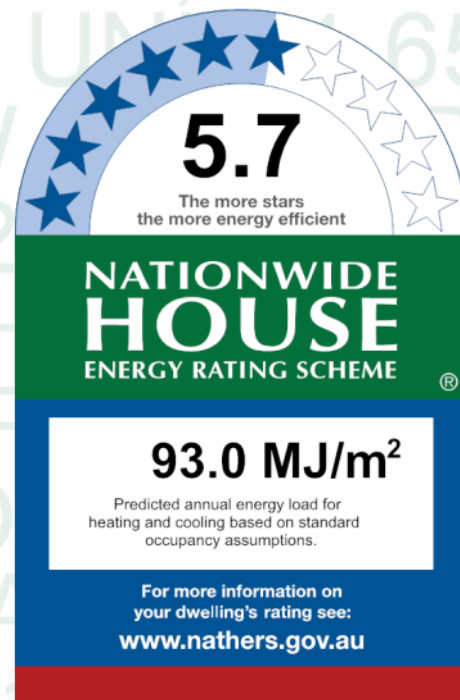 5.7
The more stars
the more energy efficient
NATIONWIDE
HOUSE
ENERGY RATING SCHEME ®
93.0 MJ/m²
Predicted annual energy load for
heating and cooling based on standard
occupancy assumptions.
For more information on
your dwelling's rating see:
www.nathers.gov.au